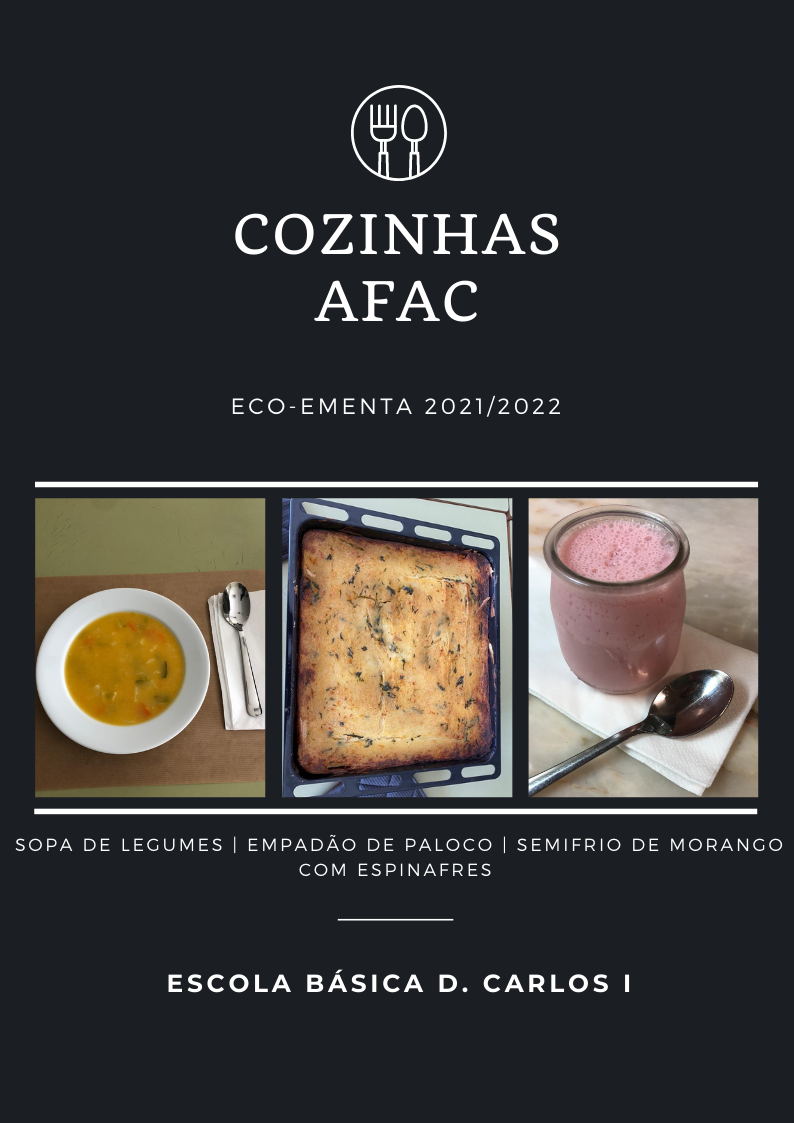 COZINHAS
AFAC
ECO-EMENTA 2021/2022
SOPA DE LEGUMES | EMPADÃO DE PALOCO | SEMIFRIO DE MORANGO
COM ESPINAFRES
ESCOLA BÁSICA D. CARLOS I